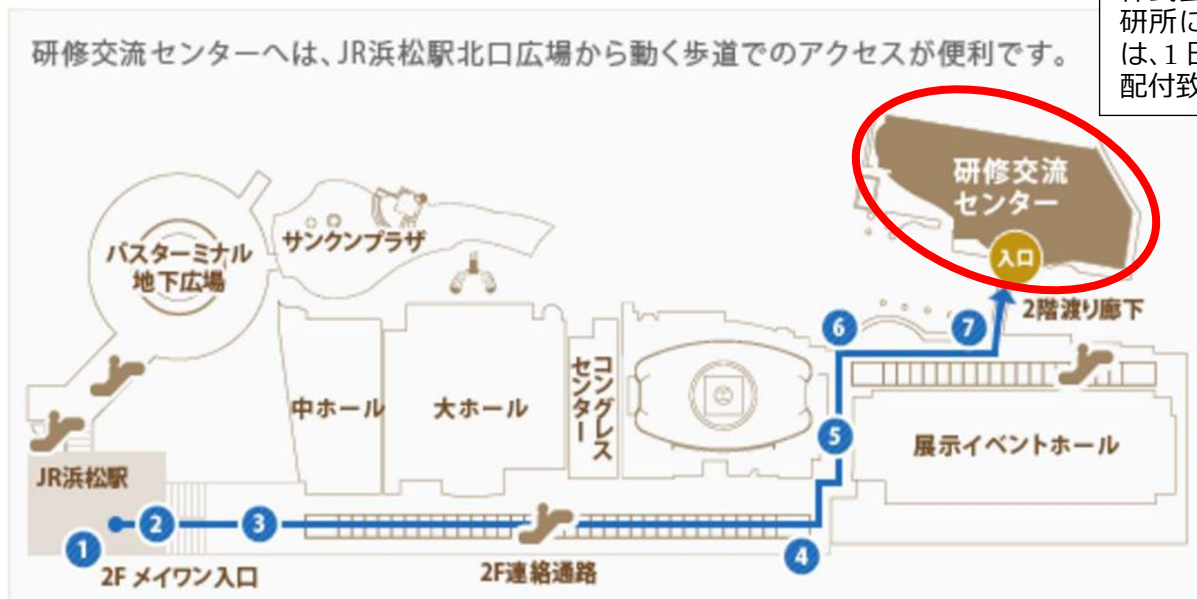 研所に
は、1日
配付致
研修交流センターへは、JR浜松駅北口広場から動く歩道でのアクセスが便利です。
研修交流
センター
入口
2階渡り廊下
バスターミナル
地下広場
サンクンプラザ
中ホール
大ホール
コングレス
センター
展示イベントホール
JR浜松駅
1
2
3
4
5
6
7
2F メイワン入口
2F連絡通路